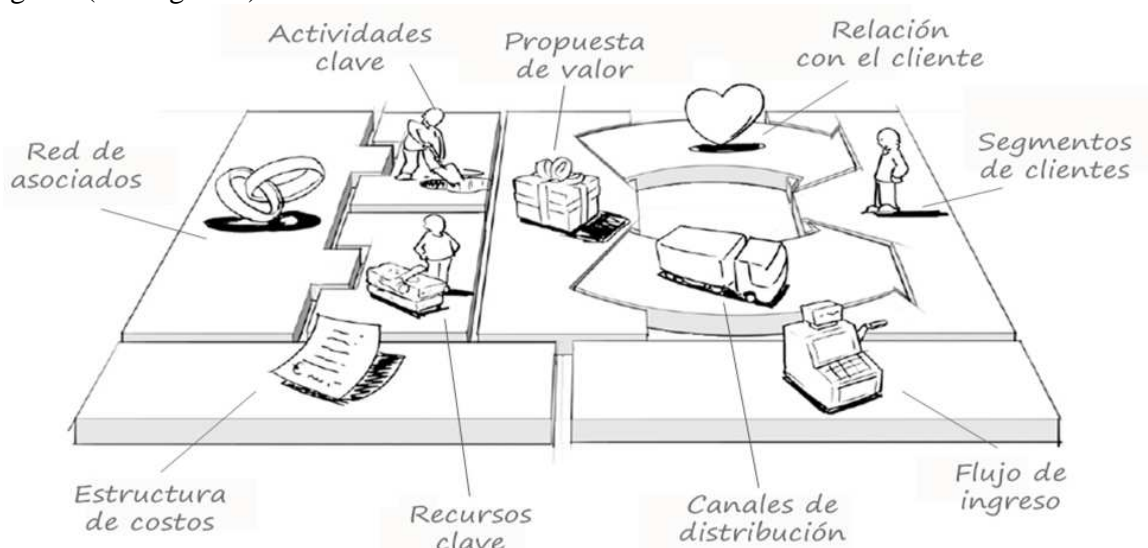 Actividades
clave
Propuesta
de valor
Relación
con el cliente
Red de
asociados
Segmentos
de clientes
Estructura
de costos
Recursos
clave
Canales de
distribución
Flujo de
ingreso